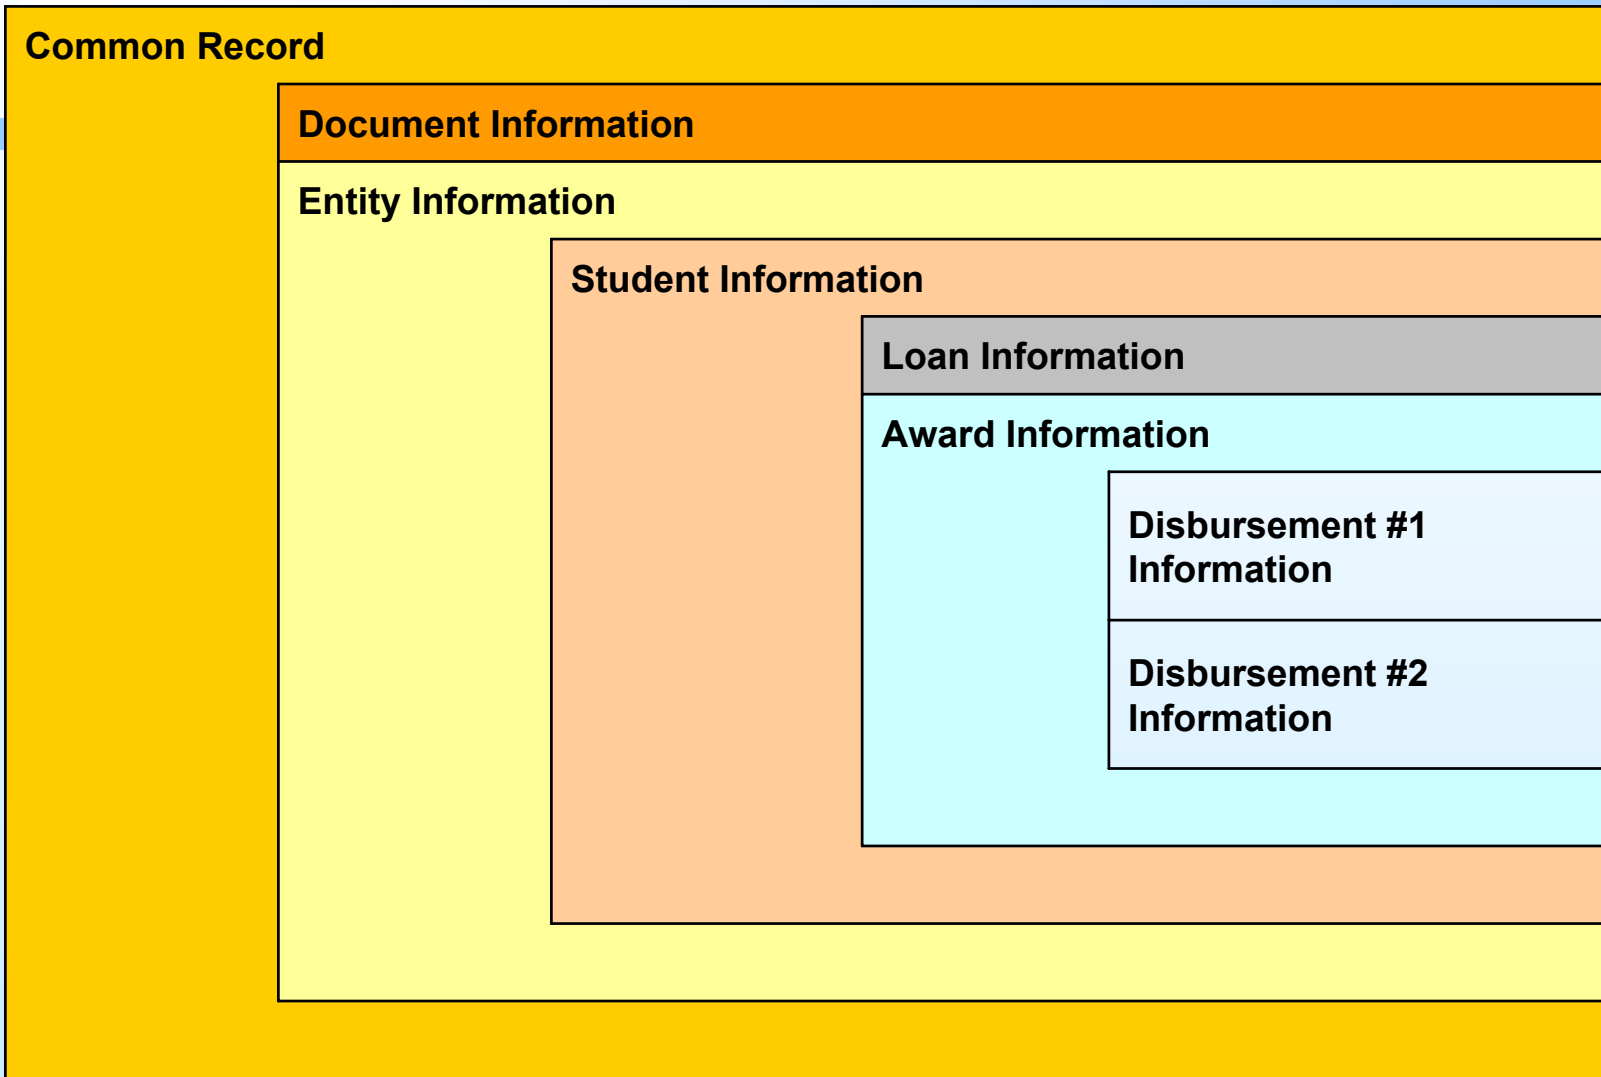 Common Record
Document Information
Entity Information
Student Information
Loan Information
Award Information
Disbursement #1
Information
Disbursement #2
Information